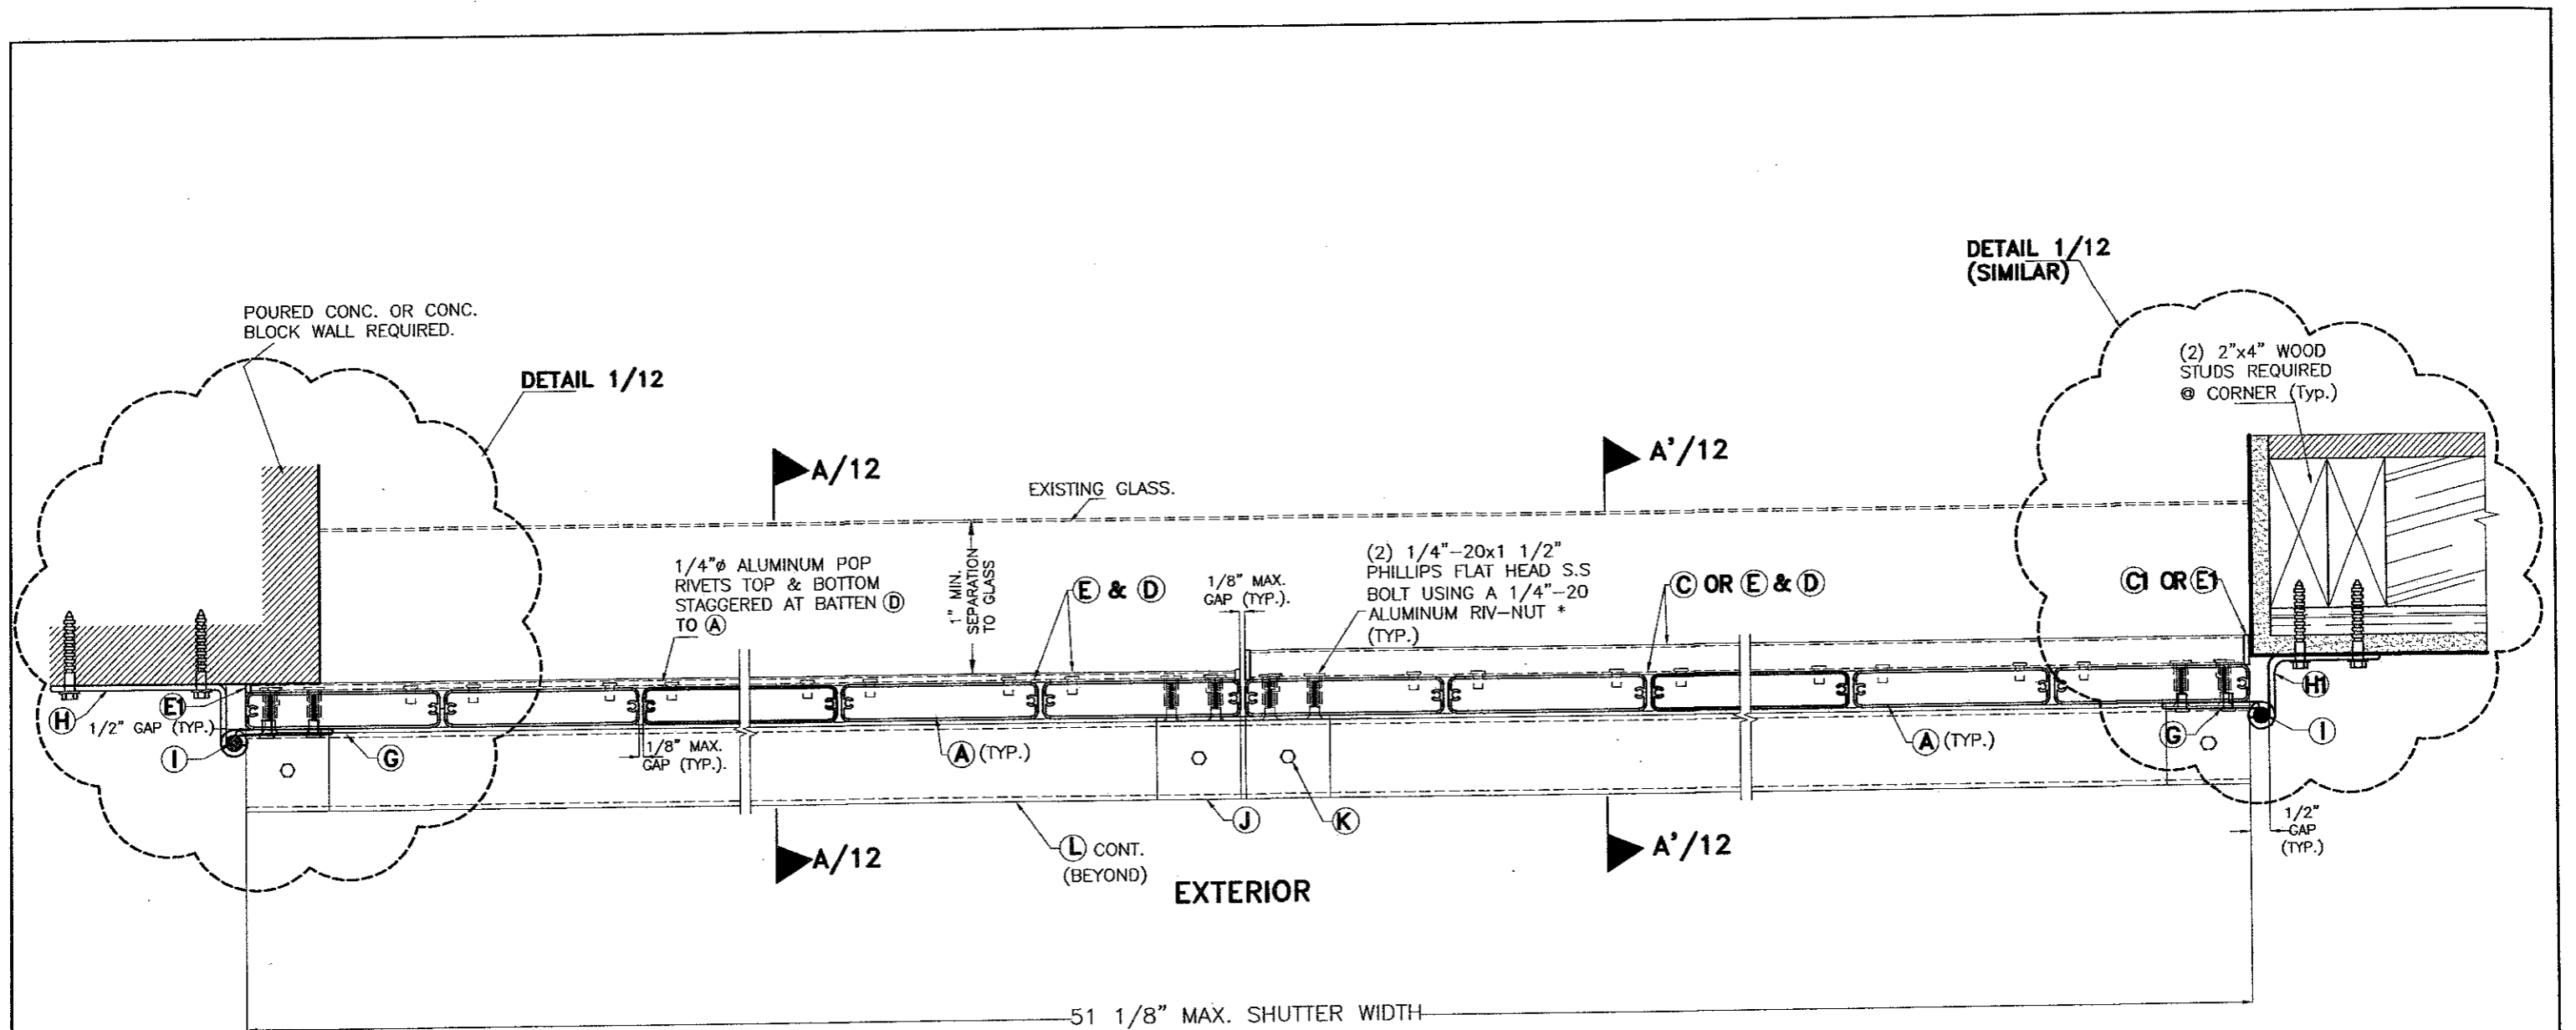 DETAIL 1/12
(SIMILAR)
POURED CONC. OR CONC.
BLOCK WALL REQUIRED.
DETAIL 1/12
(2) 2"x4" WOOD
STUDS REQUIRED
@ CORNER (Typ.)
A/12
A'/12
EXISTING GLASS.
1/4"ø ALUMINUM POP
RIVETS TOP & BOTTOM
STAGGERED AT BATTEN D
TO A
1" MIN.
SEPARATION
TO GLASS
E & D
1/8" MAX.
GAP (TYP.).
(2) 1/4"-20x1 1/2"
PHILLIPS FLAT HEAD S.S
BOLT USING A 1/4"-20
ALUMINUM RIV-NUT *
(TYP.)
C OR E & D
C1 OR E1
H
E1
1/2" GAP (TYP.)
I
G
1/8" MAX.
GAP (TYP.).
A (TYP.)
A (TYP.)
G
H1
I
J
K
L CONT.
(BEYOND)
A/12
A'/12
1/2"
GAP
(TYP.)
EXTERIOR
51 1/8" MAX. SHUTTER WIDTH